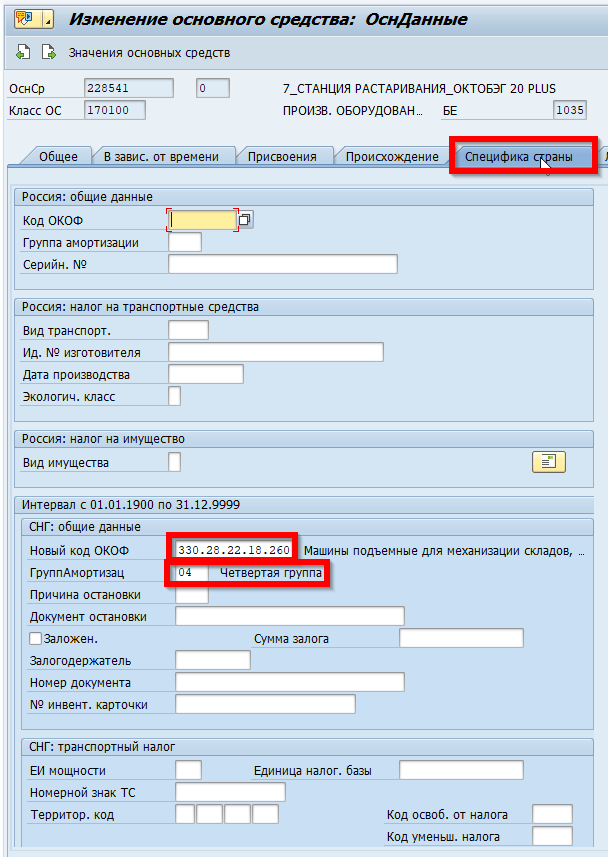 Изменение основного средства: ОснДанные
Значения основных средств
ОснСр 228541 0 7_СТАНЦИЯ РАСТАРИВАНИЯ_ОКТОБЭГ 20 PLUS
Класс ОС 170100 ПРОИЗВ. ОБОРУДОВАН… БЕ 1035
Общее В завис. от времени Присвоения Происхождение Специфика страны
Россия: общие данные
Код ОКОФ
Группа амортизации
Серийн. №
Россия: налог на транспортные средства
Вид транспорт.
Ид. № изготовителя
Дата производства
Экологич. класс
Россия: налог на имущество
Вид имущества
Интервал с 01.01.1900 по 31.12.9999
СНГ: общие данные
Новый код ОКОФ 330.28.22.18.260 Машины подъемные для механизации складов, …
ГруппАмортизац 04 Четвертая группа
Причина остановки
Документ остановки
Заложен. Сумма залога
Залогодержатель
Номер документа
№ инвент. карточки
СНГ: транспортный налог
ЕИ мощности Единица налог. базы
Номерной знак ТС
Территор. код Код освоб. от налога
Код уменьш. налога